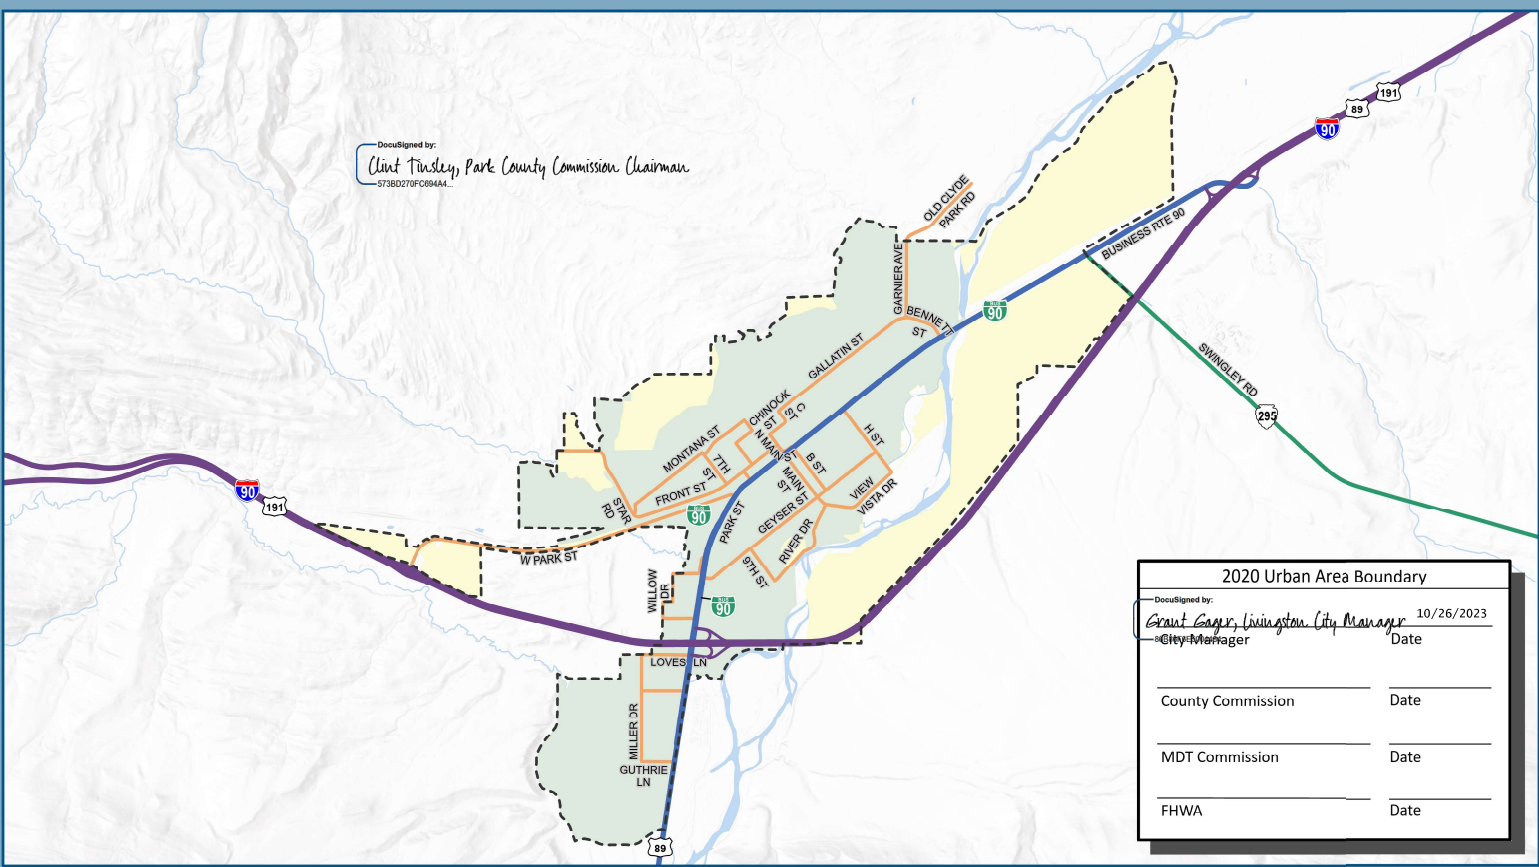 191
89
90
DocuSigned by:
Clint Tinsley, Park County Commission Chairman
573BD270FC694A4...
OLD CLYDE
PARK RD
BUSINESS RTE 90
GARNIER AVE
BUS
90
BENNETT
ST
GALLATIN ST
SWINGLEY RD
295
CHINOOK
ST
C ST
N MAIN ST
MONTANA ST
H ST
7TH
ST
B ST
MAIN
ST
90
191
FRONT ST
VIEW
VISTA DR
STAR
RD
BUS
90
GEYSER ST
PARK ST
RIVER DR
W PARK ST
9TH ST
WILLOW
DR
BUS
90
LOVES LN
MILLER DR
GUTHRIE
LN
89
2020 Urban Area Boundary
DocuSigned by:
Grant Gager, Livingston City Manager
10/26/2023
City Manager
Date
County Commission
Date
MDT Commission
Date
FHWA
Date